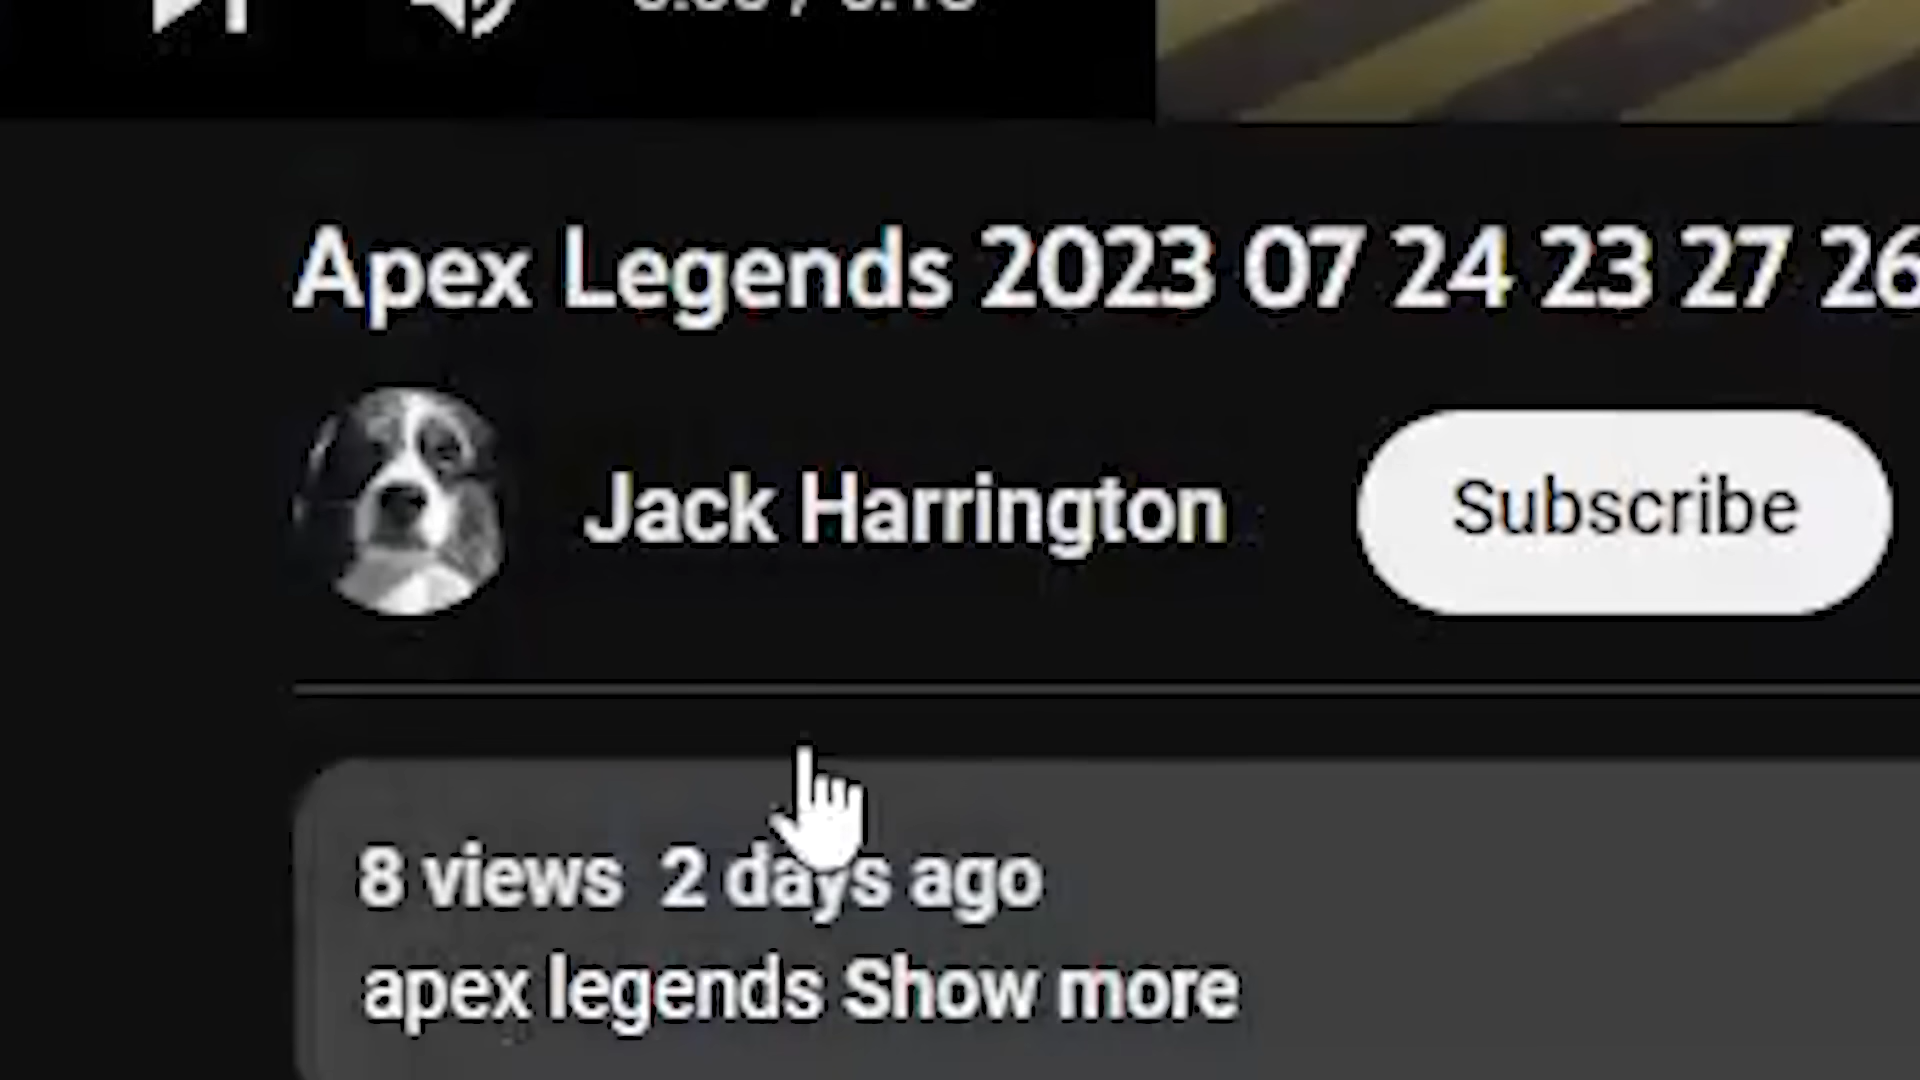 Apex Legends 2023 07 24 23 27 26
Jack Harrington
Subscribe
8 views 2 days ago
apex legends Show more